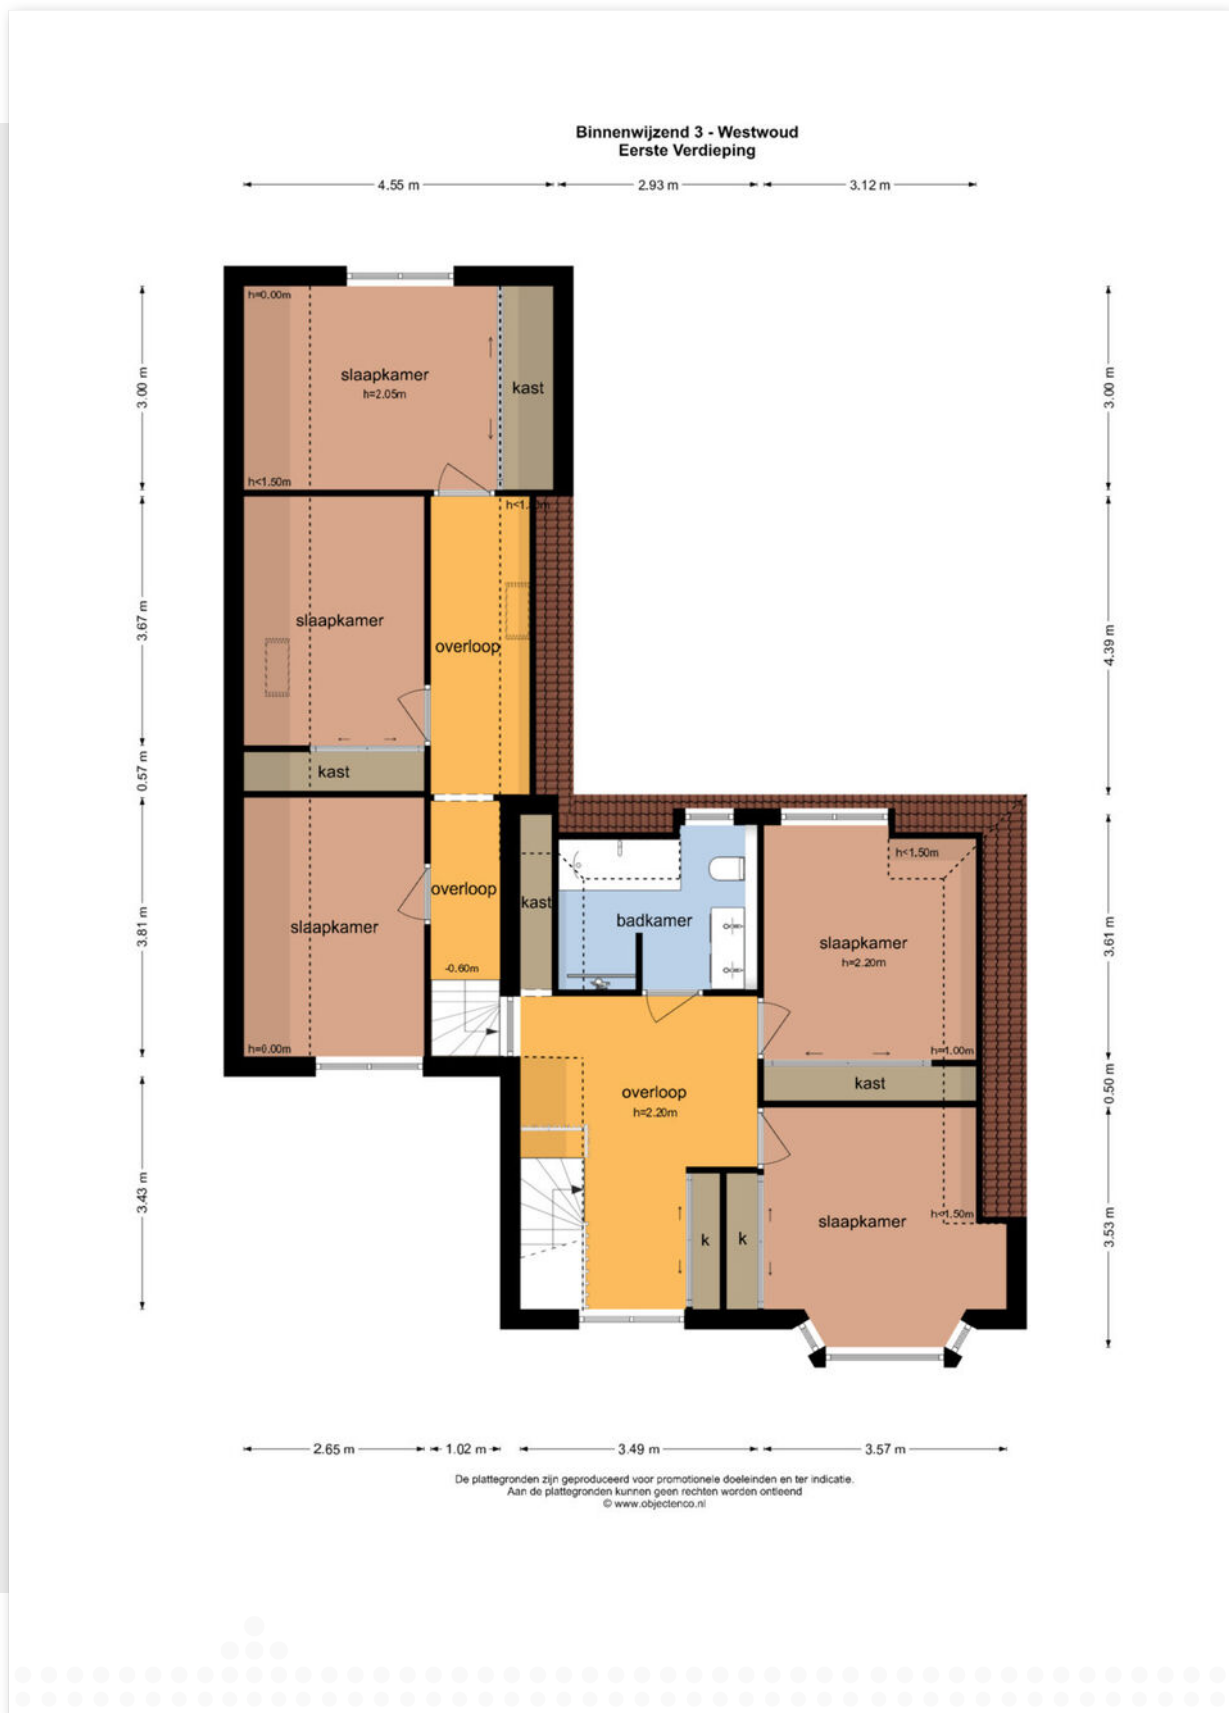 Binnenwijzend 3 - Westwoud
Eerste Verdieping
4.55 m
2.93 m
3.12 m
h=0.00m
slaapkamer
h=2.05m
kast
3.00 m
3.00 m
h<1.50m
slaapkamer
overloop
3.67 m
4.39 m
kast
0.57 m
slaapkamer
overloop
-0.60m
h=0.00m
3.81 m
kast
badkamer
h<1.50m
slaapkamer
h=2.20m
h=1.00m
3.61 m
kast
0.50 m
overloop
h=2.20m
3.43 m
k
k
slaapkamer
h<1.50m
3.53 m
2.65 m
1.02 m
3.49 m
3.57 m
De plattegronden zijn geproduceerd voor promotionele doeleinden en ter indicatie.
Aan de plattegronden kunnen geen rechten worden ontleend
© www.objectenco.nl